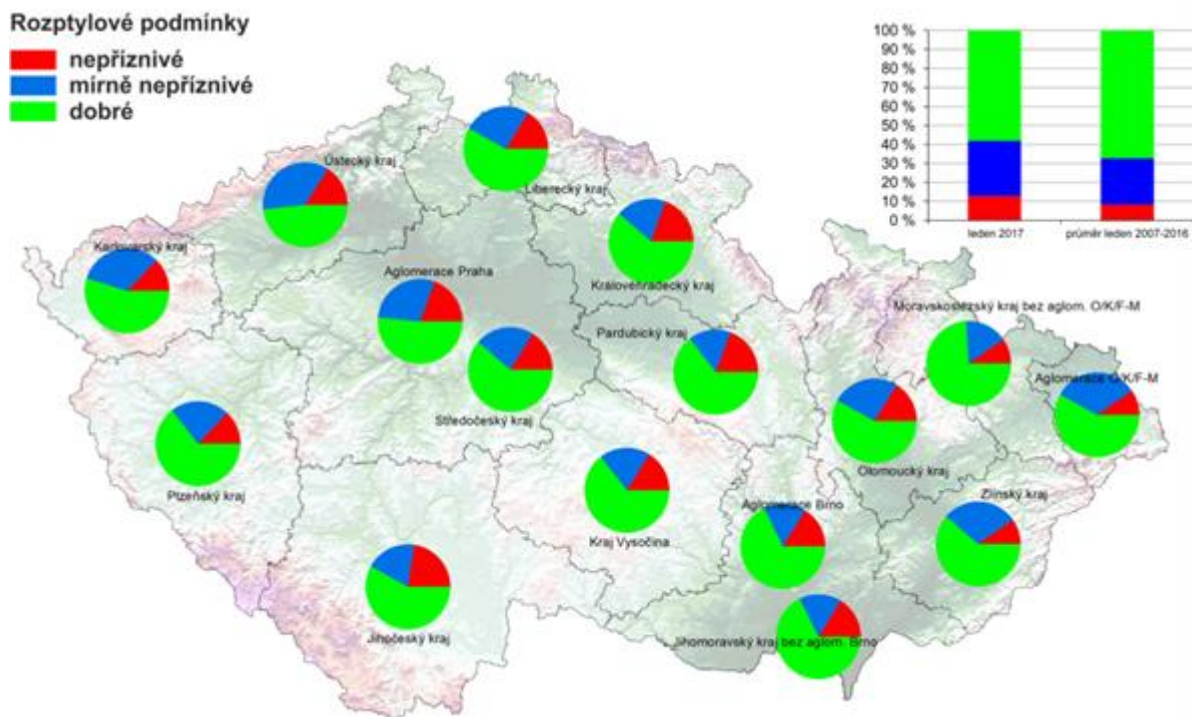 Rozptylové podmínky
nepříznivé
mírně nepříznivé
dobré
100 %
90 %
80 %
70 %
60 %
50 %
40 %
30 %
20 %
10 %
0 %
leden 2017
průměr leden 2007-2016
Ústecký kraj
Liberecký kraj
Karlovarský kraj
Aglomerace Praha
Královéhradecký kraj
Moravskoslezský kraj bez aglom. O/K/F-M
Pardubický kraj
Aglomerace O/K/F-M
Středočeský kraj
Olomoucký kraj
Plzeňský kraj
Zlínský kraj
Aglomerace Brno
Kraj Vysočina
Jihočeský kraj
Jihomoravský kraj bez aglom. Brno